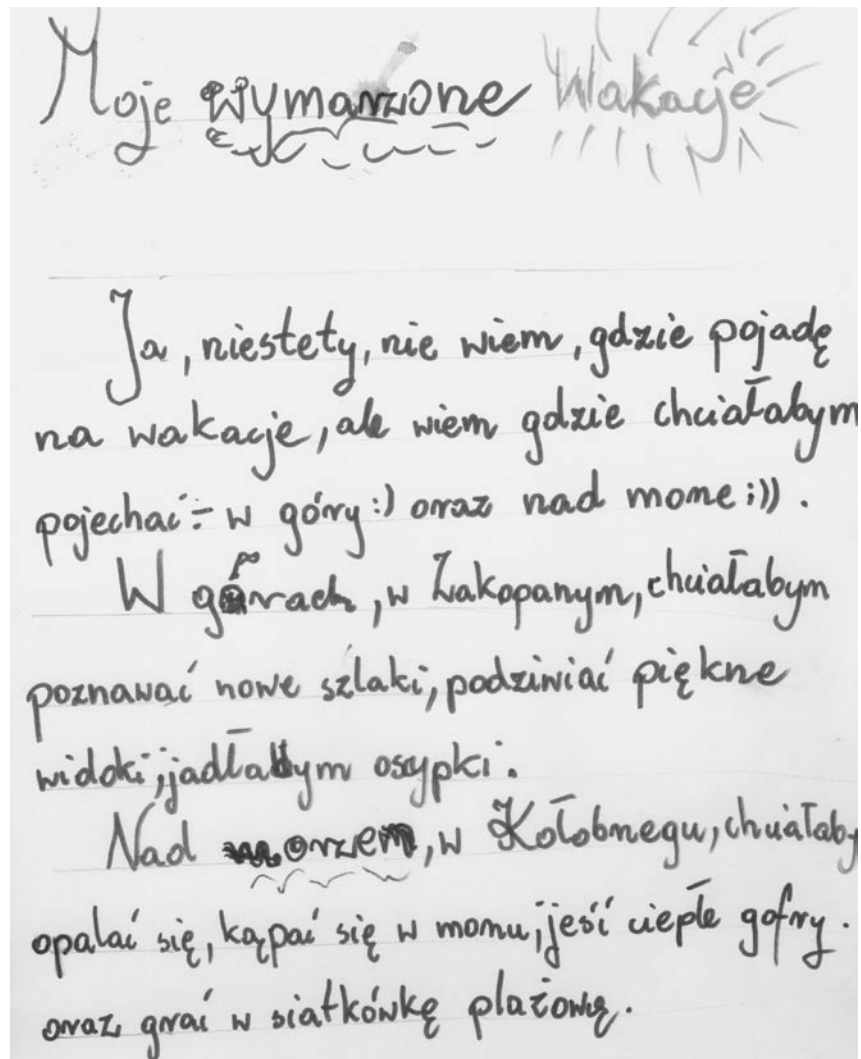 Moje wymarzone Wakacje
Ja, niestety, nie wiem, gdzie pojadę
na wakacje, ale wiem gdzie chciałabym
pojechać - w góry :) oraz nad morze ;)).
W górach, w Zakopanym, chciałabym
poznawać nowe szlaki, podziwiać piękne
widoki, jadłabym oscypki.
Nad morzem, w Kołobrzegu, chciałaby
opalać się, kąpać się w morzu, jeść ciepłe gofry.
oraz grać w siatkówkę plażową.